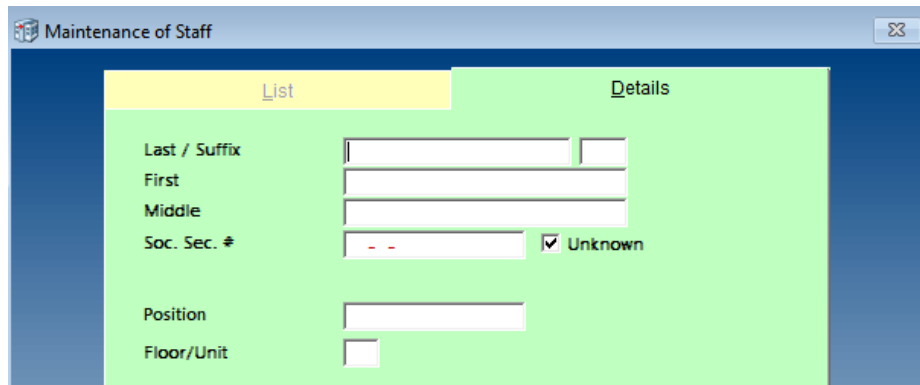 Maintenance of Staff
List
Details
Last / Suffix
First
Middle
Soc. Sec. #
- -
Unknown
Position
Floor/Unit